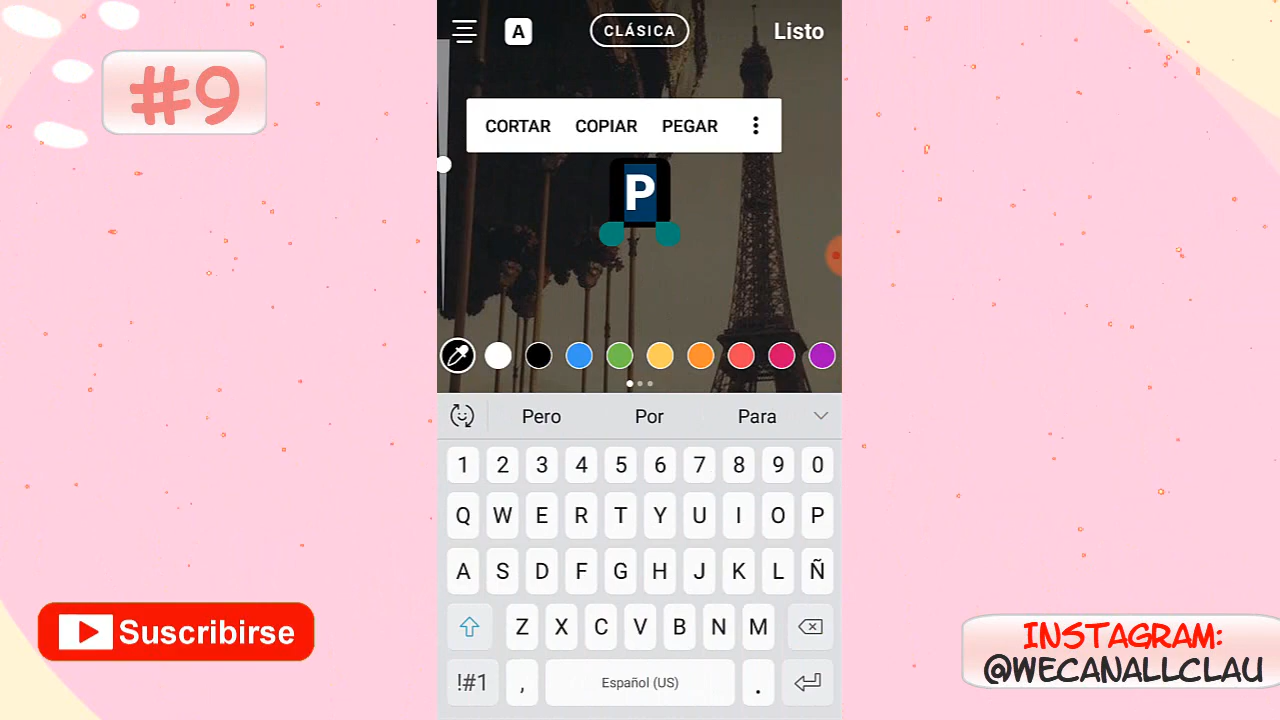 #9
A
CLÁSICA
Listo
CORTAR COPIAR PEGAR
P
Pero Por Para
1 2 3 4 5 6 7 8 9 0
Q W E R T Y U I O P
A S D F G H J K L Ñ
Z X C V B N M
!#1 , Español (US) .
Suscribirse
INSTAGRAM:
@WECANALLCLAU